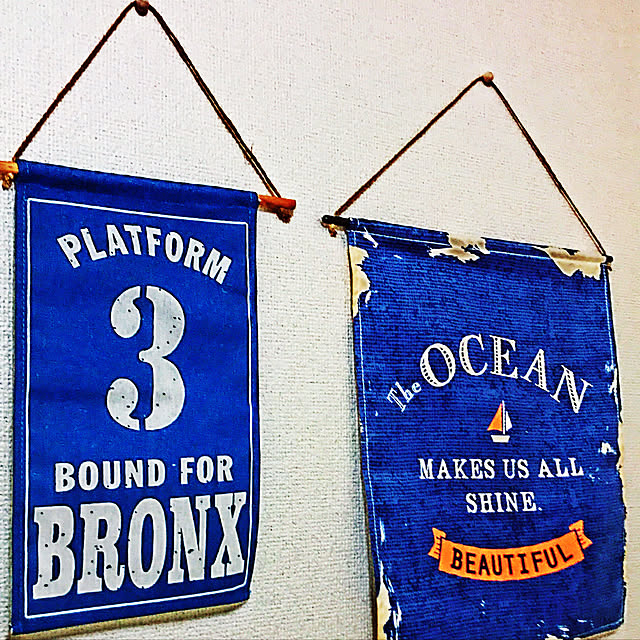 PLATFORM
3
BOUND FOR
BRONX
The OCEAN
MAKES US ALL
SHINE.
BEAUTIFUL